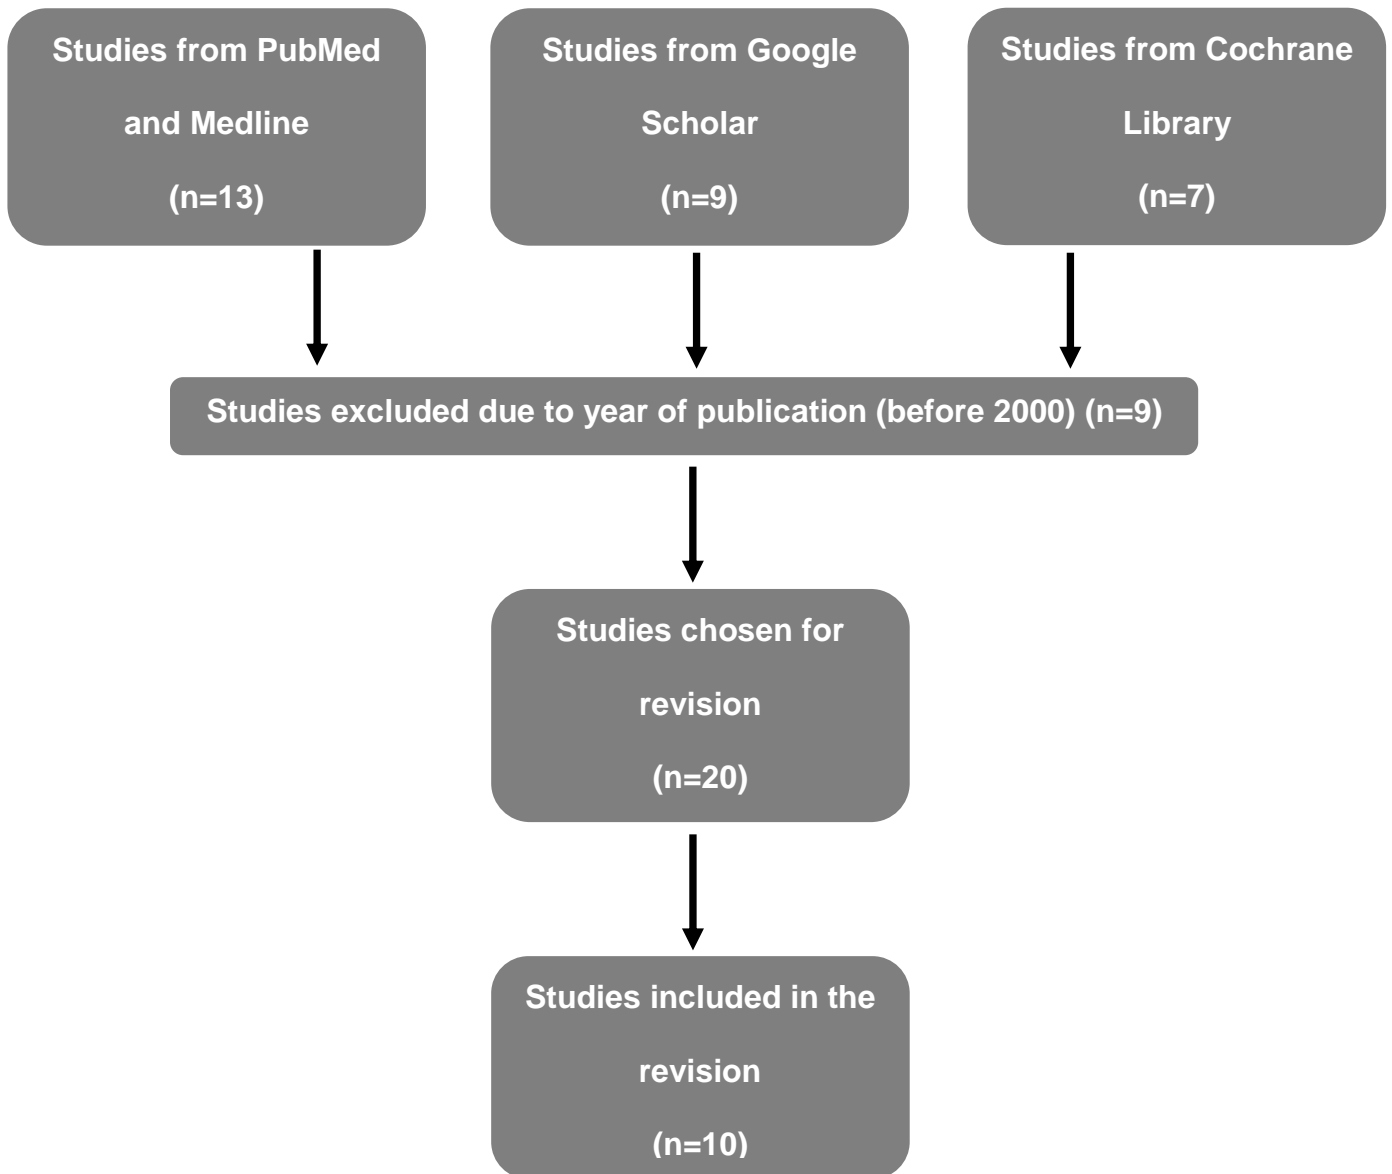 Studies from PubMed
and Medline
(n=13)
Studies from Google
Scholar
(n=9)
Studies from Cochrane
Library
(n=7)
Studies excluded due to year of publication (before 2000) (n=9)
Studies chosen for
revision
(n=20)
Studies included in the
revision
(n=10)